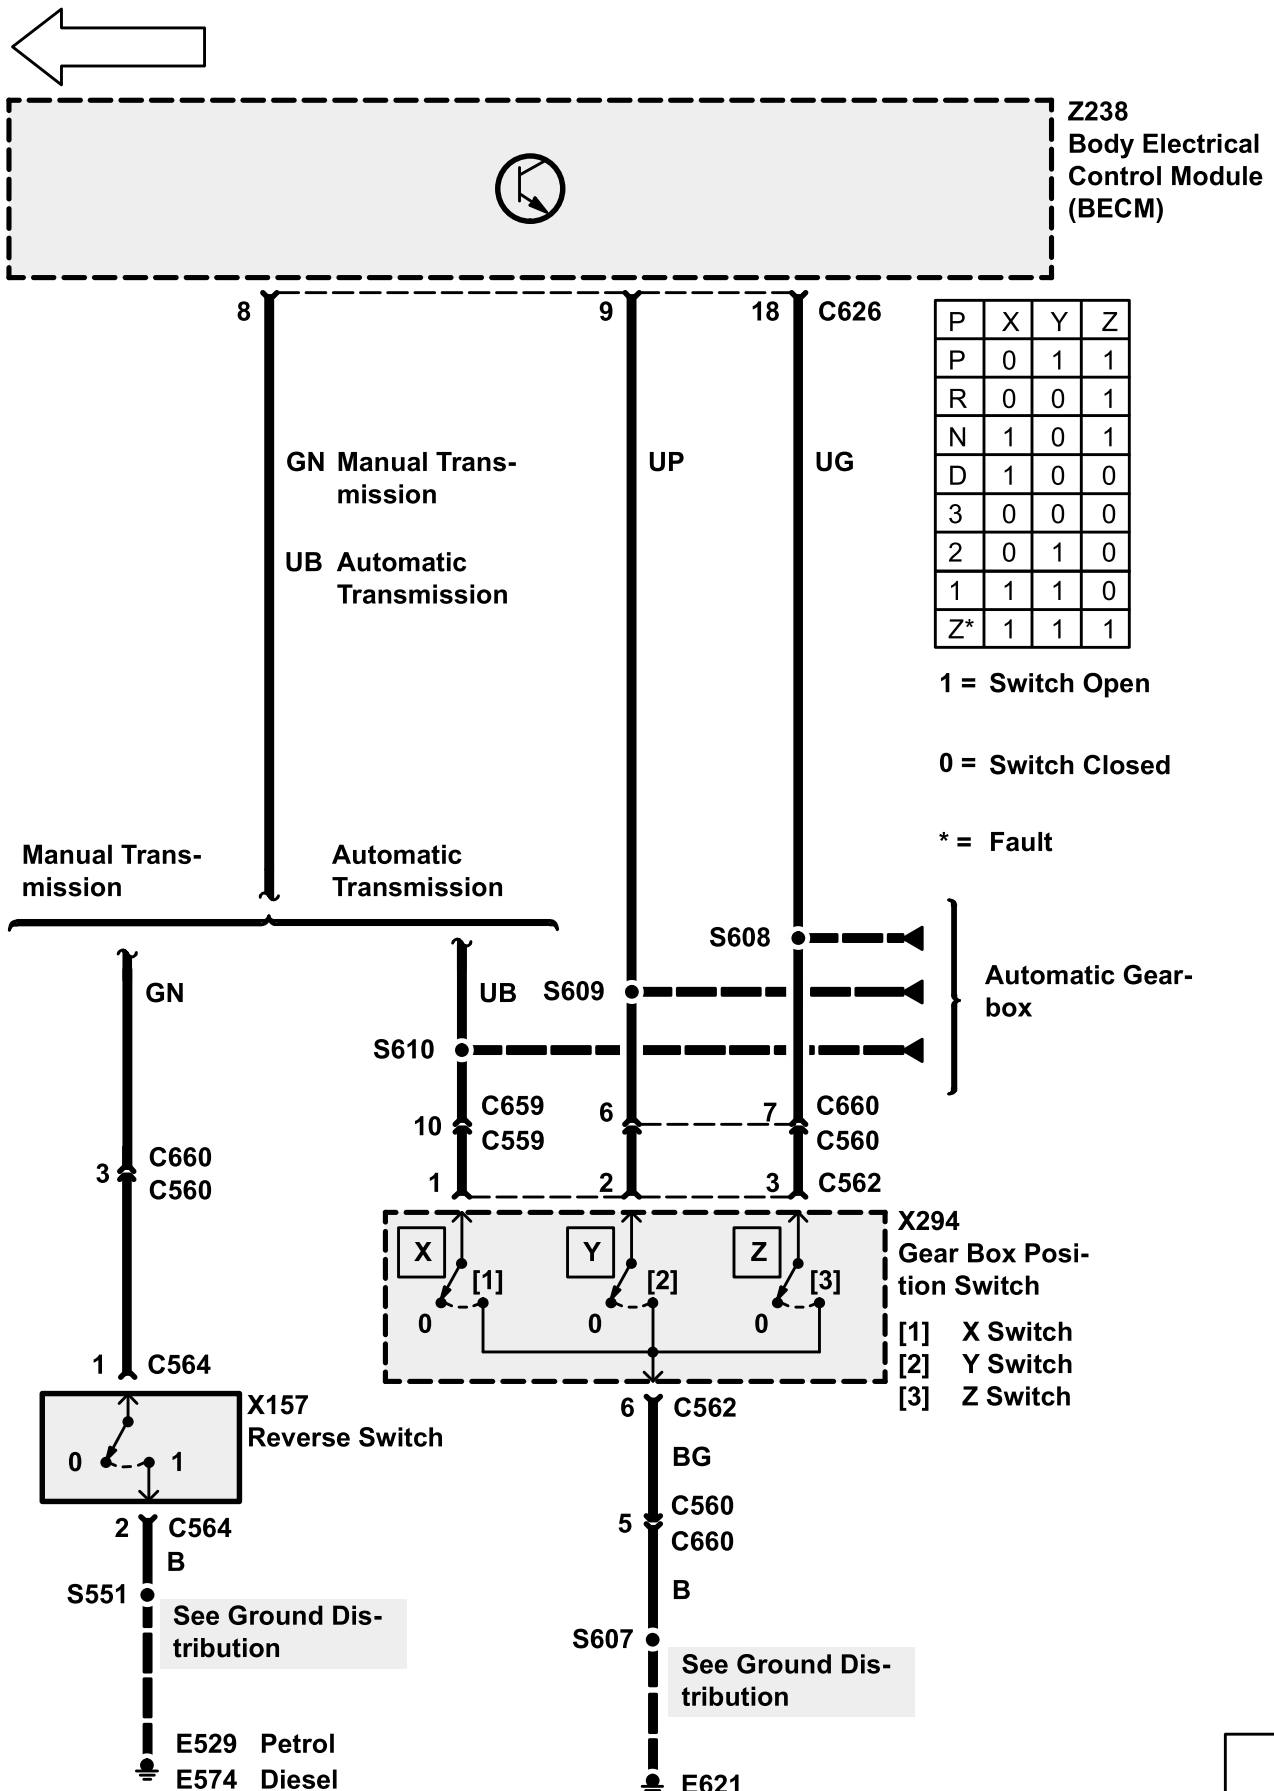 Z238
Body Electrical
Control Module
(BECM)
8
9
18 C626
P X Y Z
P 0 1 1
R 0 0 1
N 1 0 1
D 1 0 0
3 0 0 0
2 0 1 0
1 1 1 0
Z* 1 1 1
GN Manual Trans-
mission
UP
UG
UB Automatic
Transmission
1 = Switch Open
0 = Switch Closed
* = Fault
Manual Trans-
mission
Automatic
Transmission
S608
GN
UB
S609
Automatic Gear-
box
S610
10
C659
C559
6
7
C660
C560
3
C660
C560
1
2
3 C562
X294
Gear Box Posi-
tion Switch
[1] X Switch
[2] Y Switch
[3] Z Switch
X
[1]
0
Y
[2]
0
Z
[3]
0
1 C564
X157
Reverse Switch
0 1
6 C562
BG
2 C564
B
5
C560
C660
S551
See Ground Dis-
tribution
B
S607
See Ground Dis-
tribution
E529 Petrol
E574 Diesel
E621